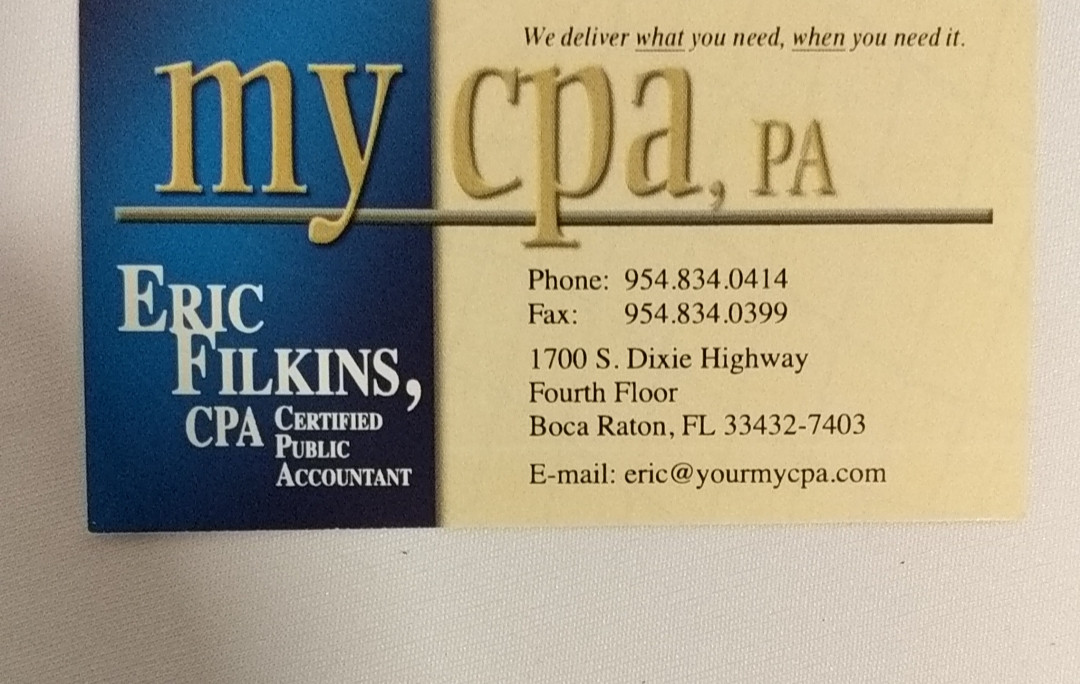 We deliver what you need, when you need it.
my cpa, PA
ERIC
FILKINS,
CPA CERTIFIED
PUBLIC
ACCOUNTANT
Phone: 954.834.0414
Fax: 954.834.0399
1700 S. Dixie Highway
Fourth Floor
Boca Raton, FL 33432-7403
E-mail: eric@yourmycpa.com